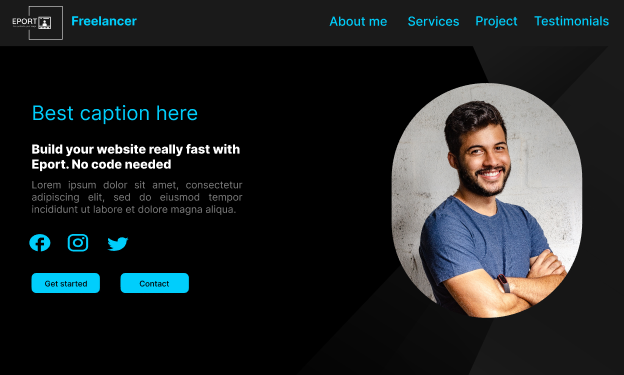 EPORT
Freelancer
About me
Services
Project
Testimonials
Best caption here
Build your website really fast with
Eport. No code needed
Lorem ipsum dolor sit amet, consectetur
adipiscing elit, sed do eiusmod tempor
incididunt ut labore et dolore magna aliqua.
Get started
Contact